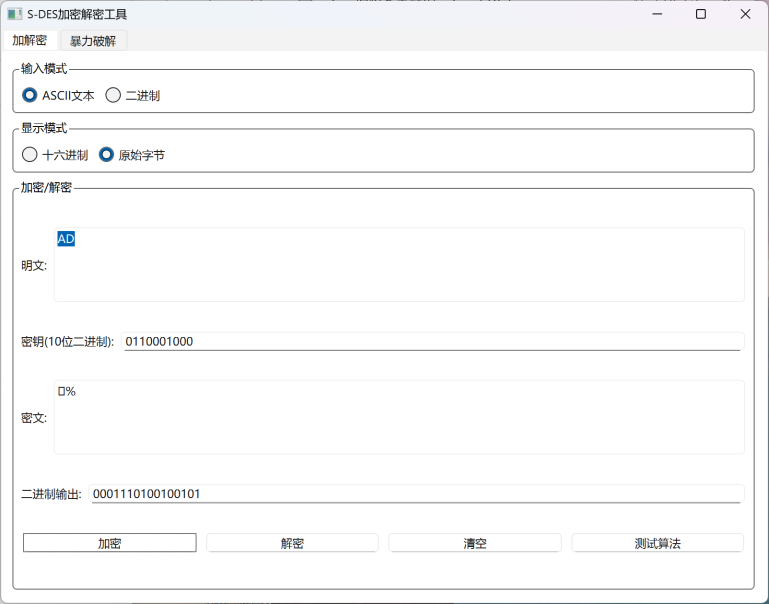 S-DES加密解密工具
加解密 暴力破解
输入模式
ASCII文本 二进制
显示模式
十六进制 原始字节
加密/解密
明文: AD
密钥(10位二进制): 0110001000
密文: %
二进制输出: 0001110100100101
加密 解密 清空 测试算法